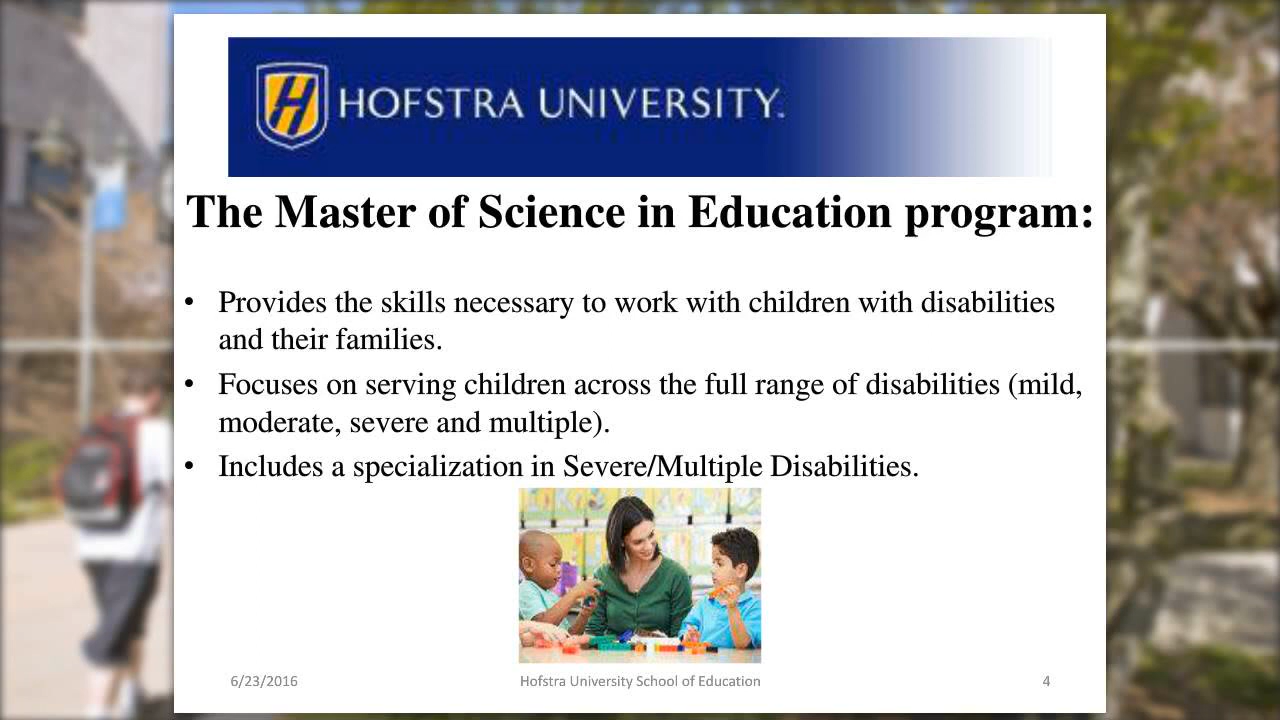 HOFSTRA UNIVERSITY.
The Master of Science in Education program:
• Provides the skills necessary to work with children with disabilities
and their families.
• Focuses on serving children across the full range of disabilities (mild,
moderate, severe and multiple).
• Includes a specialization in Severe/Multiple Disabilities.
6/23/2016 Hofstra University School of Education 4